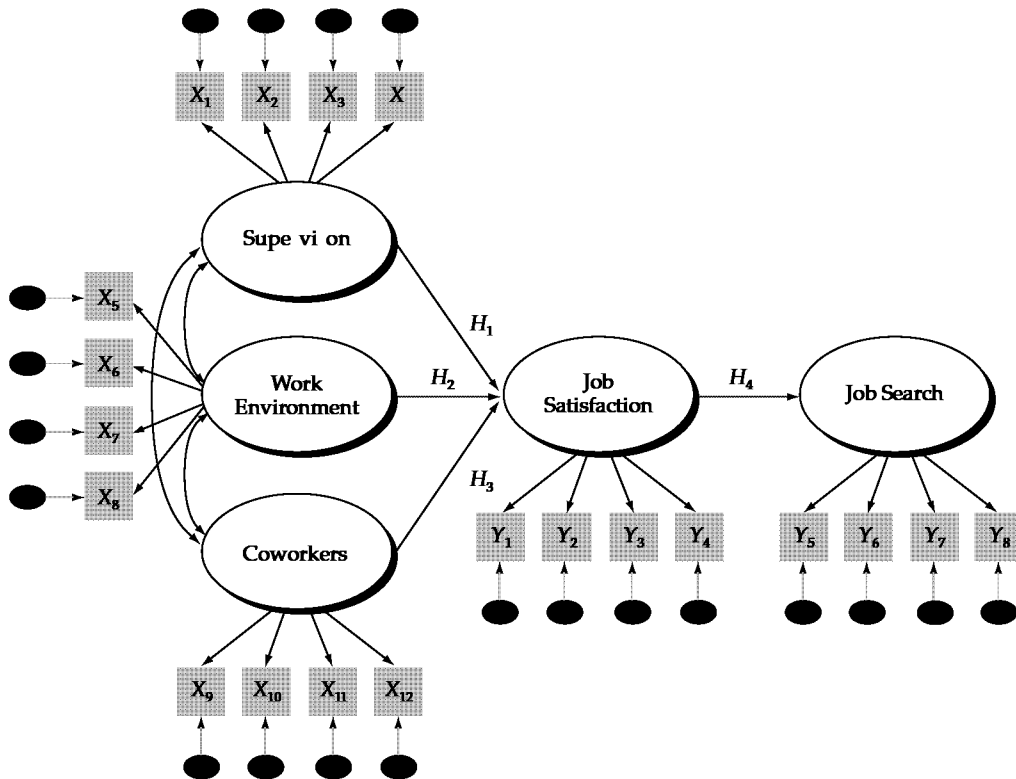 X₁ X₂ X₃ X
Supe vi on
X₅
X₆
X₇
X₈
H₁
Work
Environment
H₂
Job
Satisfaction
H₄
Job Search
H₃
Coworkers
Y₁ Y₂ Y₃ Y₄ Y₅ Y₆ Y₇ Y₈
X₉ X₁₀ X₁₁ X₁₂